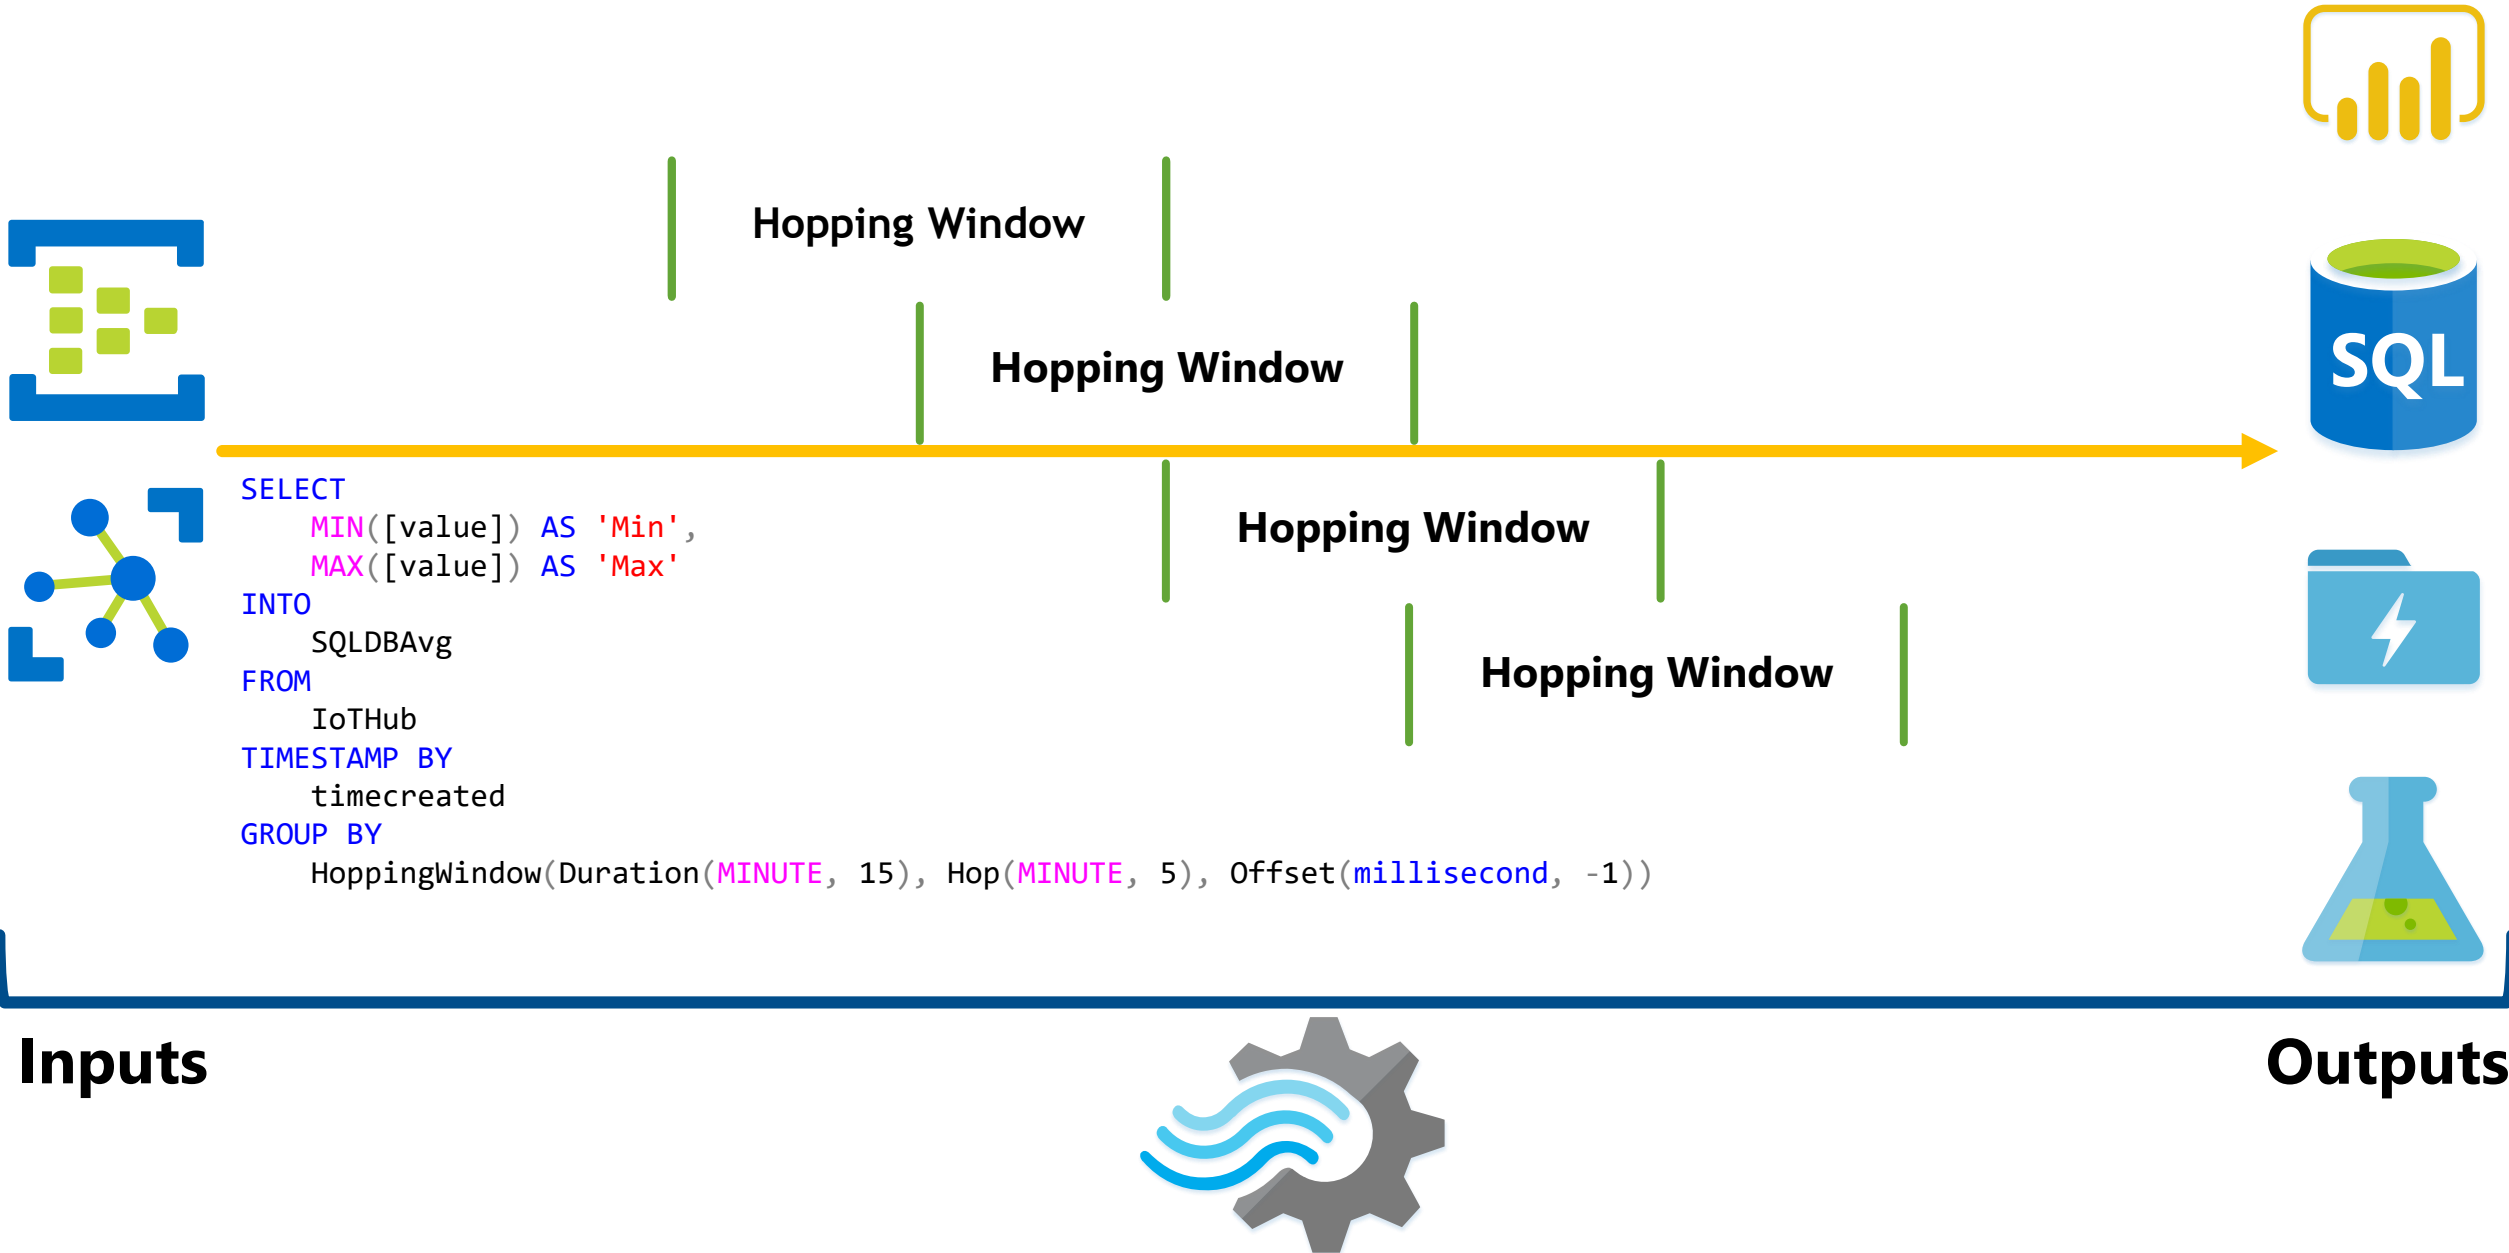 Hopping Window
Hopping Window
SQL
SELECT
    MIN([value]) AS 'Min',
    MAX([value]) AS 'Max'
INTO
    SQLDBAvg
FROM
    IoTHub
TIMESTAMP BY
    timecreated
GROUP BY
    HoppingWindow(Duration(MINUTE, 15), Hop(MINUTE, 5), Offset(millisecond, -1))
Hopping Window
Hopping Window
Inputs
Outputs